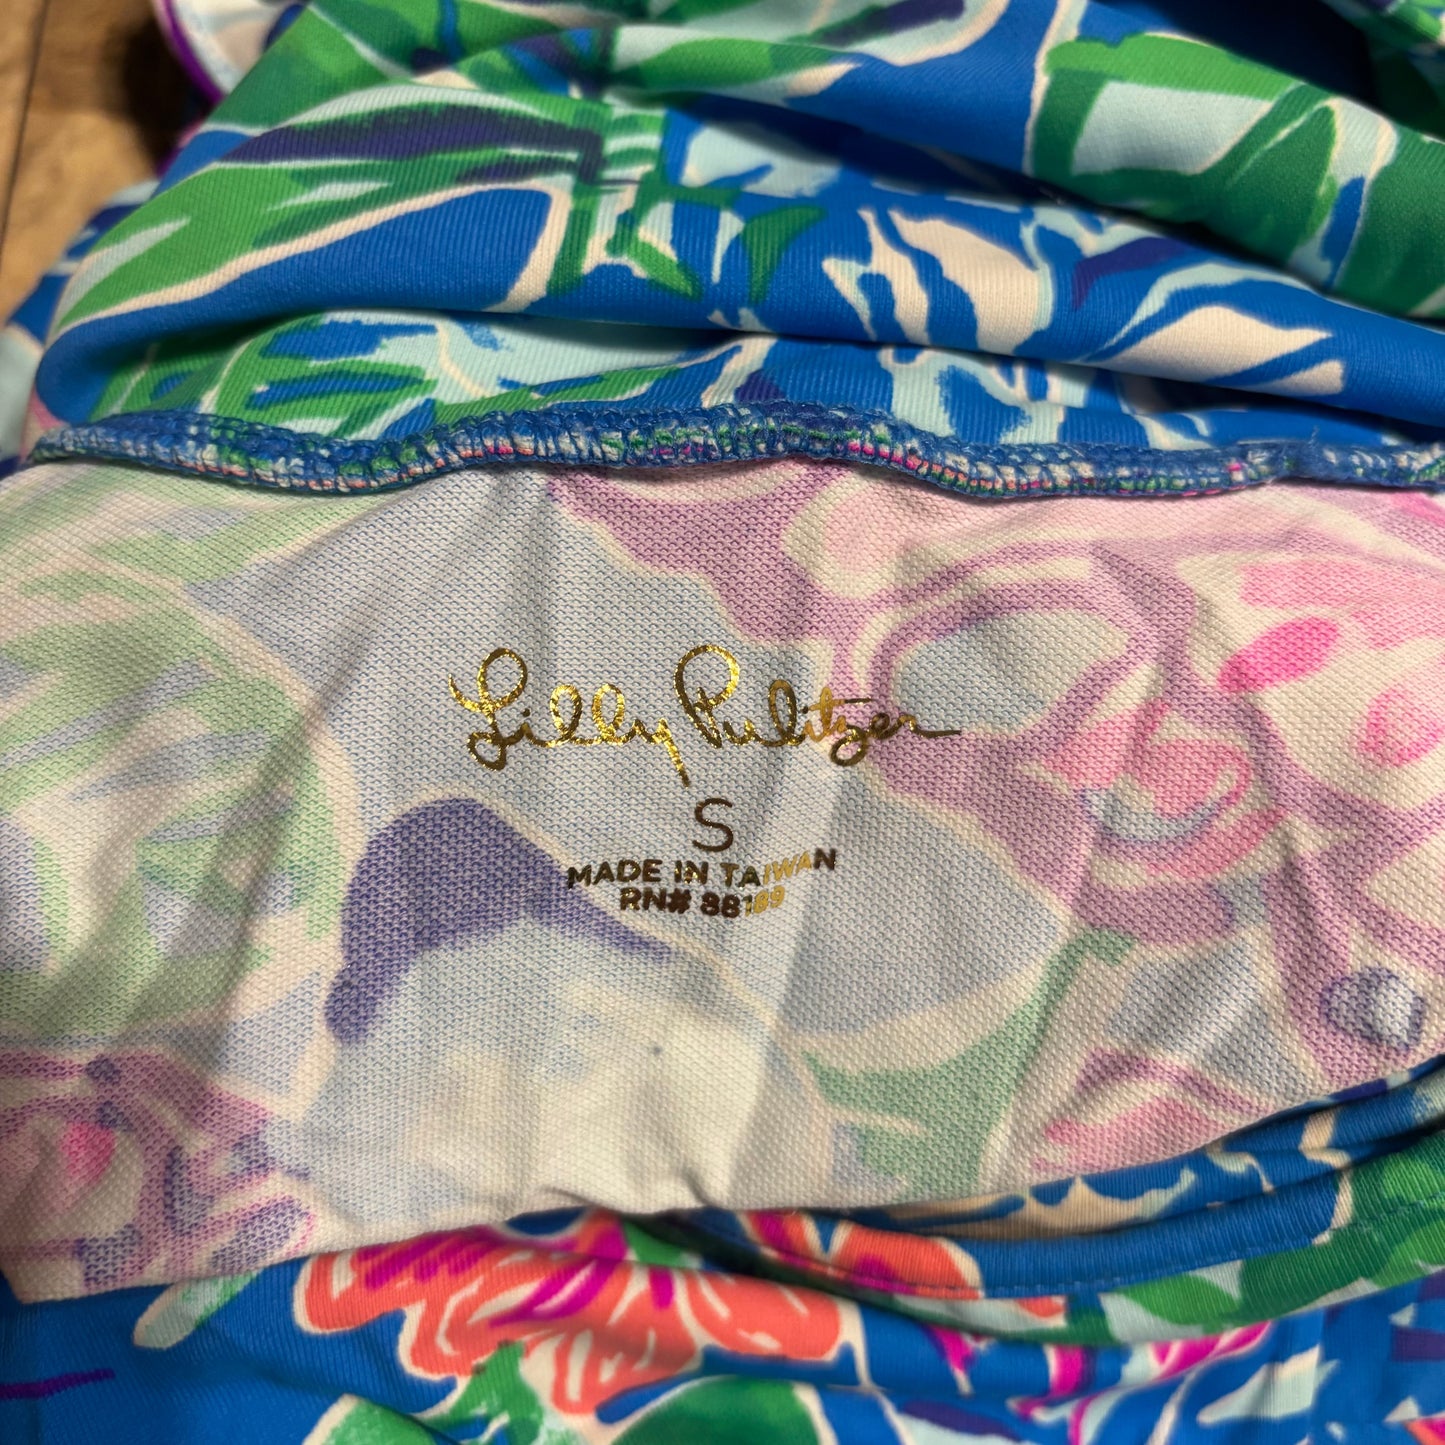 Lilly Pulitzer
S
MADE IN TAIWAN
RN# 88189